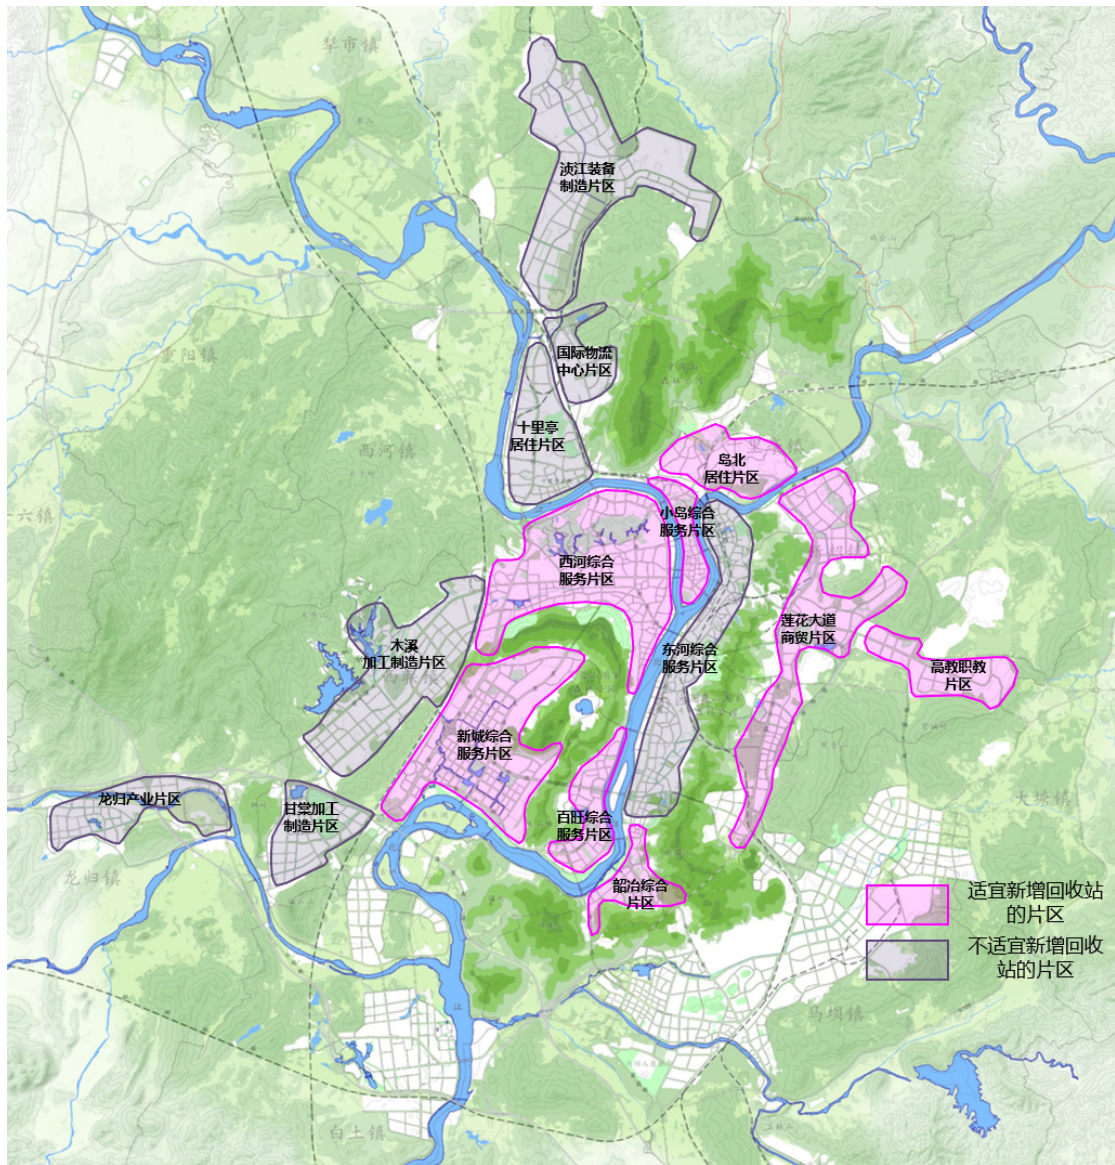 犁市镇
浈江装备
制造片区
重阳镇
国际物流
中心片区
十里亭
居住片区
西河镇
岛北
居住片区
小岛综合
服务片区
六镇
西河综合
服务片区
莲花大道
商贸片区
木溪
加工制造片区
东河综合
服务片区
高教职教
片区
新城综合
服务片区
龙归产业片区
甘棠加工
制造片区
大塘镇
百旺综合
服务片区
龙归镇
韶冶综合
片区
适宜新增回收站
的片区
不适宜新增回收
站的片区
马坝镇
江
白土镇